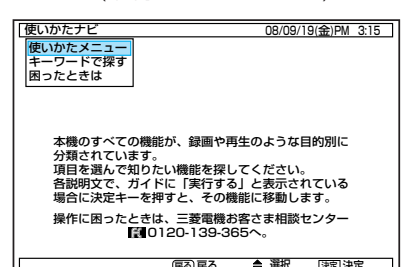 使いかたナビ 08/09/19(金)PM 3:15
使いかたメニュー
キーワードで探す
困ったときは
本機のすべての機能が、録画や再生のような目的別に
分類されています。
項目を選んで知りたい機能を探してください。
各説明文で、ガイドに「実行する」と表示されている
場合に決定キーを押すと、その機能に移動します。
操作に困ったときは、三菱電機お客さま相談センター
0120-139-365へ。
戻る 戻る 選択 決定 決定